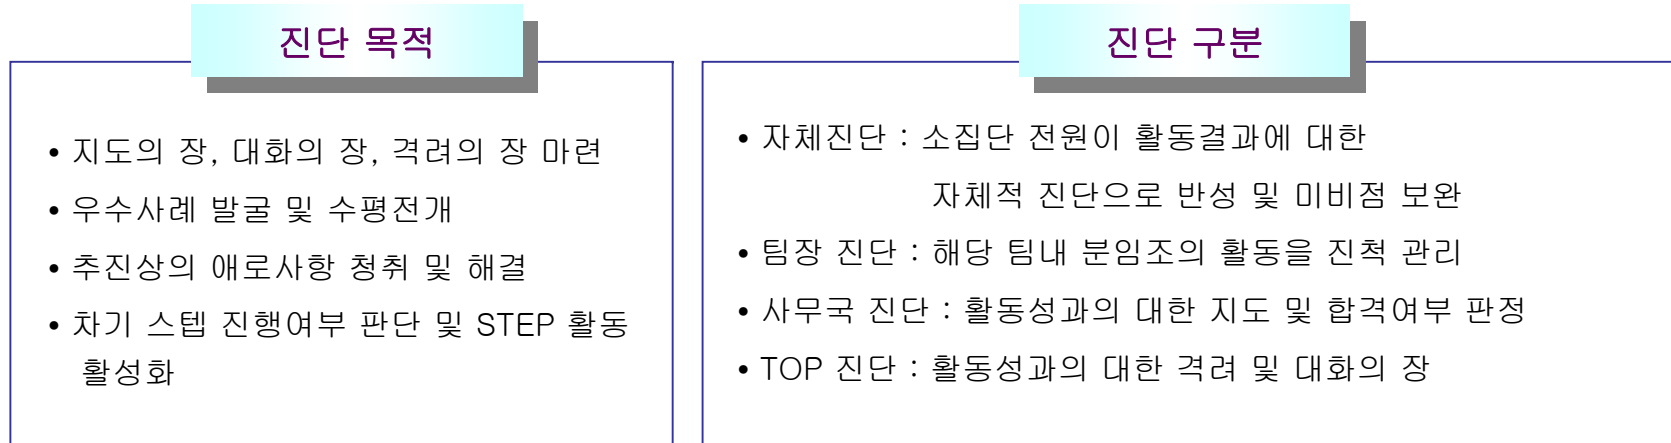 진단 목적
• 지도의 장, 대화의 장, 격려의 장 마련
• 우수사례 발굴 및 수평전개
• 추진상의 애로사항 청취 및 해결
• 차기 스텝 진행여부 판단 및 STEP 활동
활성화
진단 구분
• 자체진단 : 소집단 전원이 활동결과에 대한
자체적 진단으로 반성 및 미비점 보완
• 팀장 진단 : 해당 팀내 분임조의 활동을 진척 관리
• 사무국 진단 : 활동성과의 대한 지도 및 합격여부 판정
• TOP 진단 : 활동성과의 대한 격려 및 대화의 장